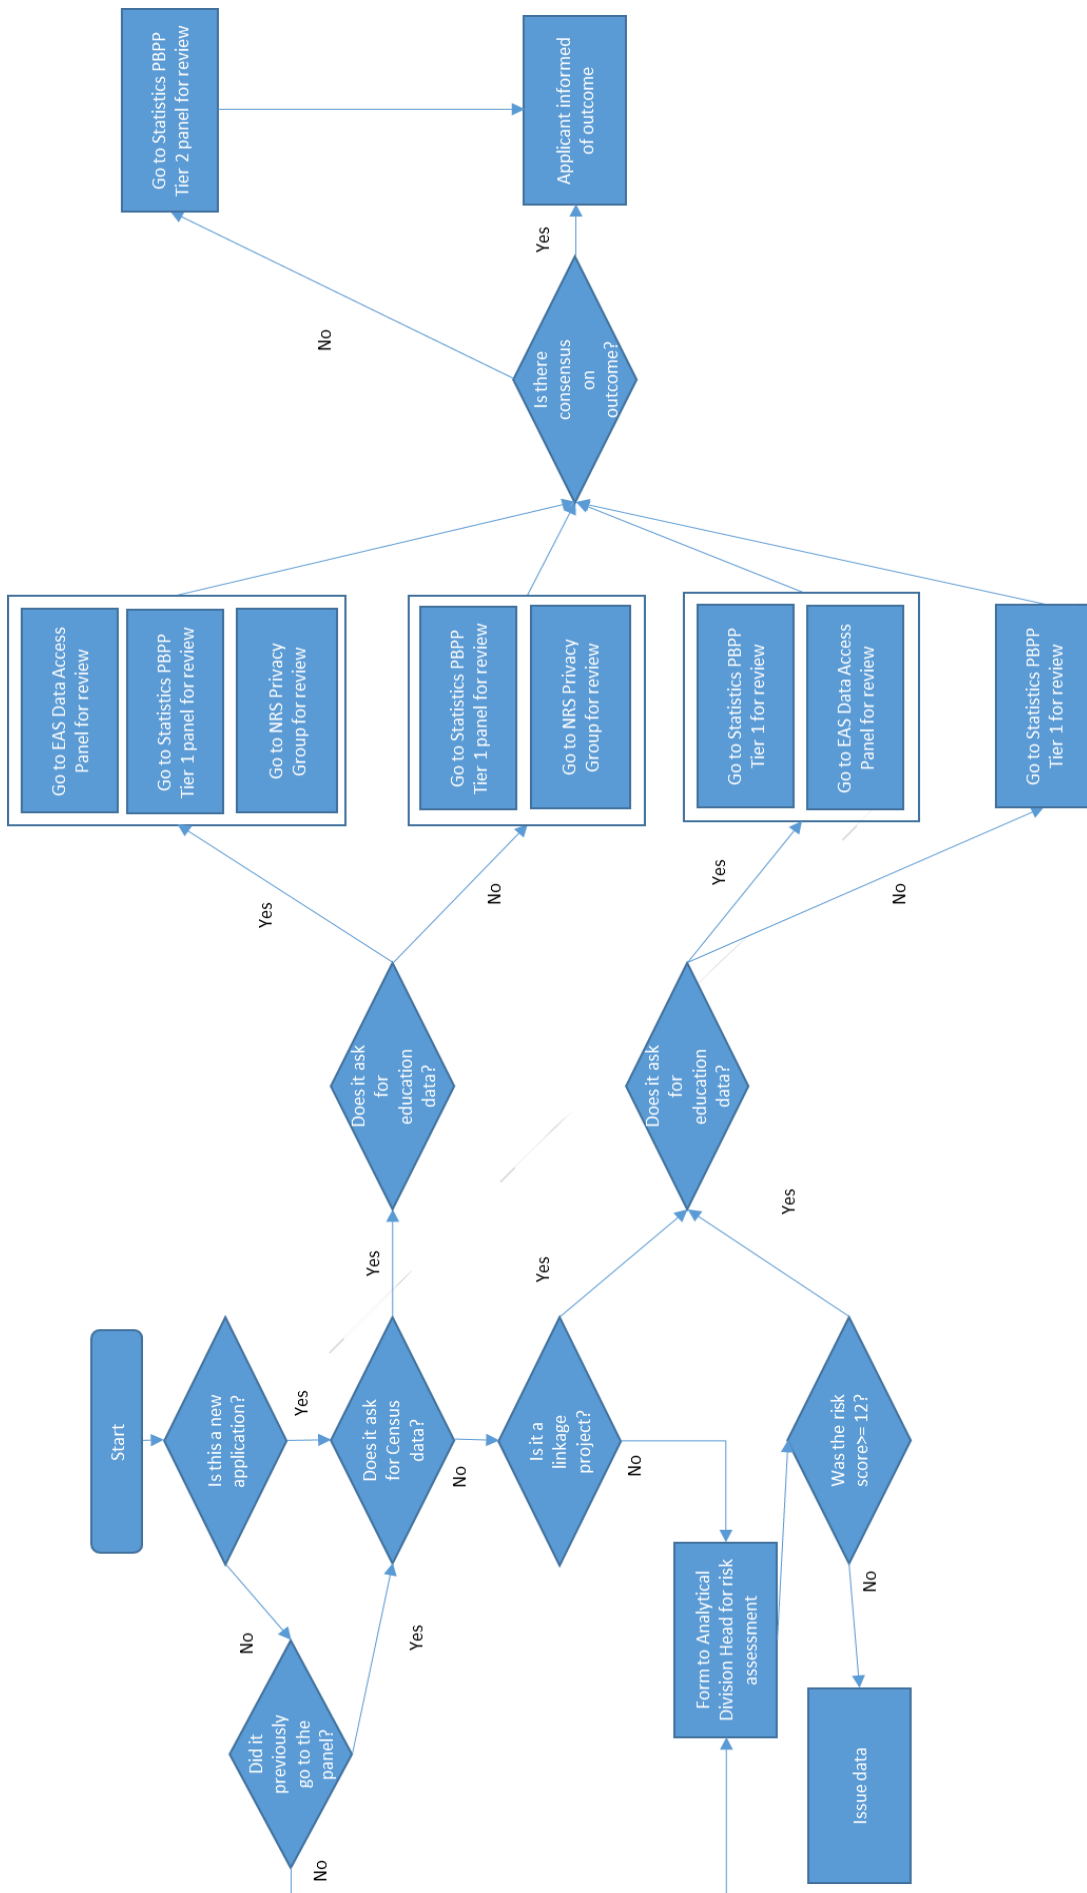 Start
Is this a new
application?
Yes
No
Did it
previously
go to the
panel?
Yes
No
Does it ask
for Census
data?
Yes
No
Is it a
linkage
project?
Yes
No
Form to Analytical
Division Head for risk
assessment
Was the risk
score>= 12?
Yes
No
Issue data
Does it ask
for
education
data?
Yes
No
Does it ask
for
education
data?
Yes
No
Go to EAS Data Access
Panel for review
Go to Statistics PBPP
Tier 1 panel for review
Go to NRS Privacy
Group for review
Go to Statistics PBPP
Tier 1 panel for review
Go to NRS Privacy
Group for review
Go to Statistics PBPP
Tier 1 for review
Go to EAS Data Access
Panel for review
Go to Statistics PBPP
Tier 1 for review
Is there
consensus
on
outcome?
No
Yes
Go to Statistics PBPP
Tier 2 panel for review
Applicant informed
of outcome